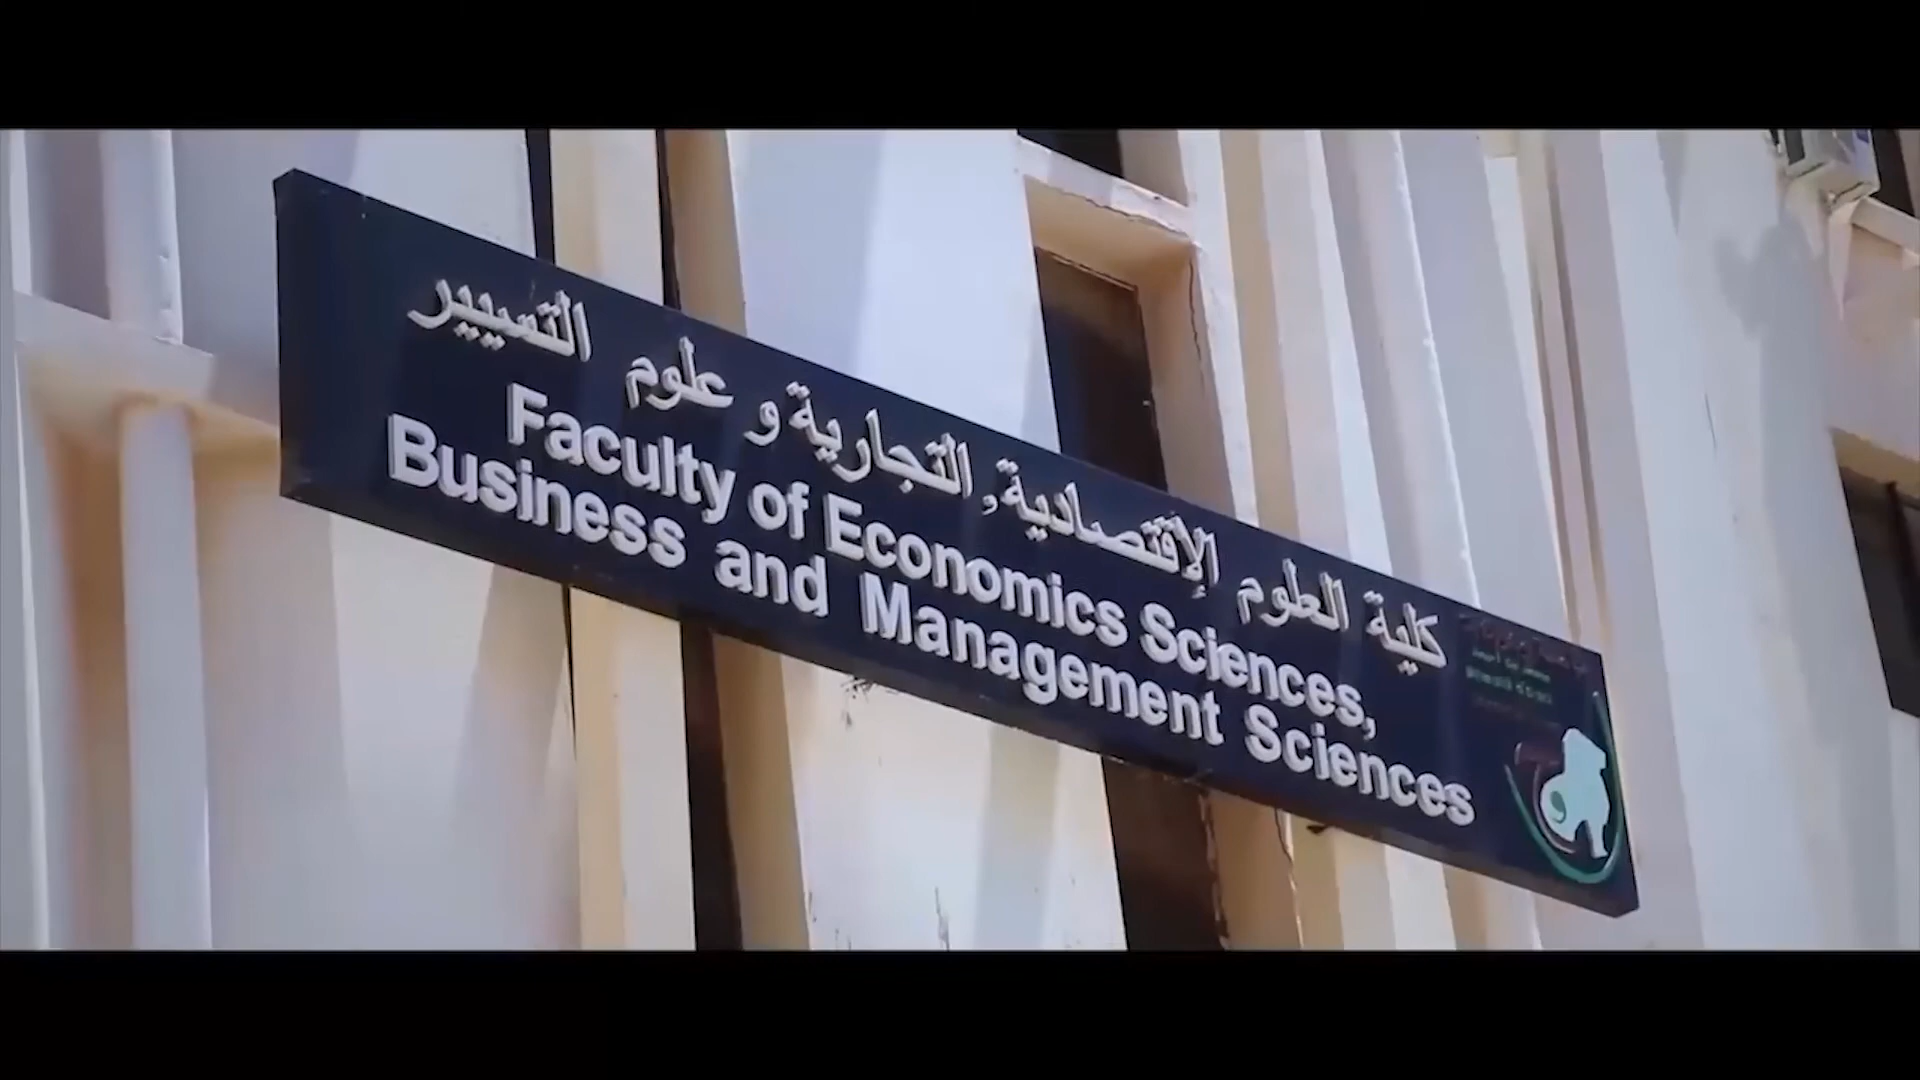 كلية العلوم الإقتصادية، التجارية و علوم التسيير
Faculty of Economics Sciences,
Business and Management Sciences